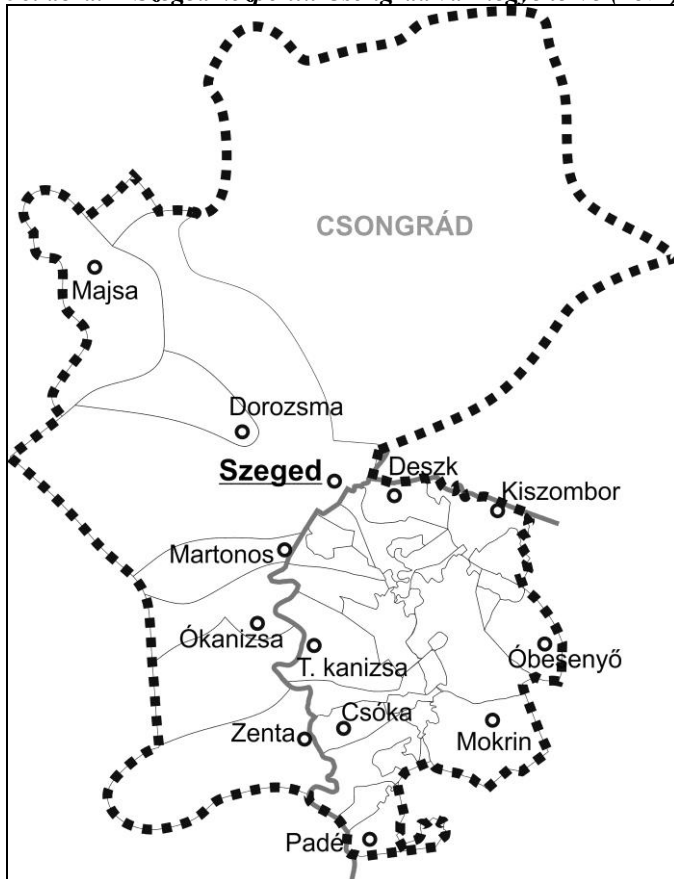 CSONGRÁD
Majsa
Dorozsma
Szeged
Deszk
Kiszombor
Martonos
Ókanizsa
T. kanizsa
Óbesenyő
Csóka
Zenta
Mokrin
Padé